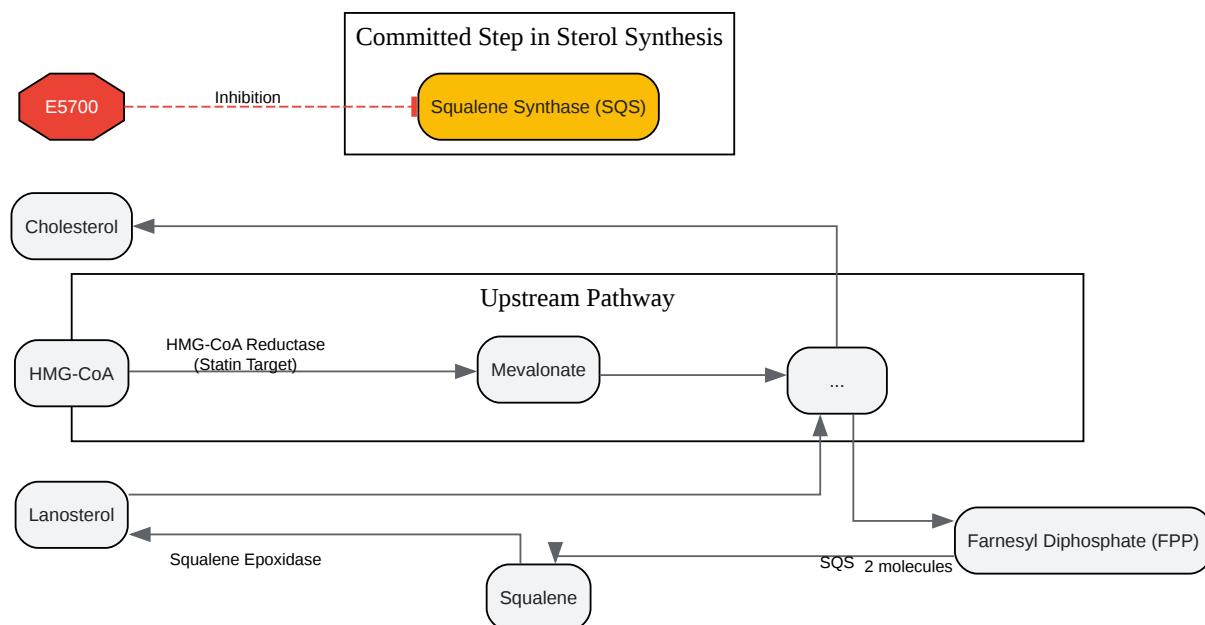 Committed Step in Sterol Synthesis
E5700
Inhibition
Squalene Synthase (SQS)
Cholesterol
Upstream Pathway
HMG-CoA
HMG-CoA Reductase
(Statin Target)
Mevalonate
...
Lanosterol
Squalene Epoxidase
Squalene
SQS
2 molecules
Farnesyl Diphosphate (FPP)